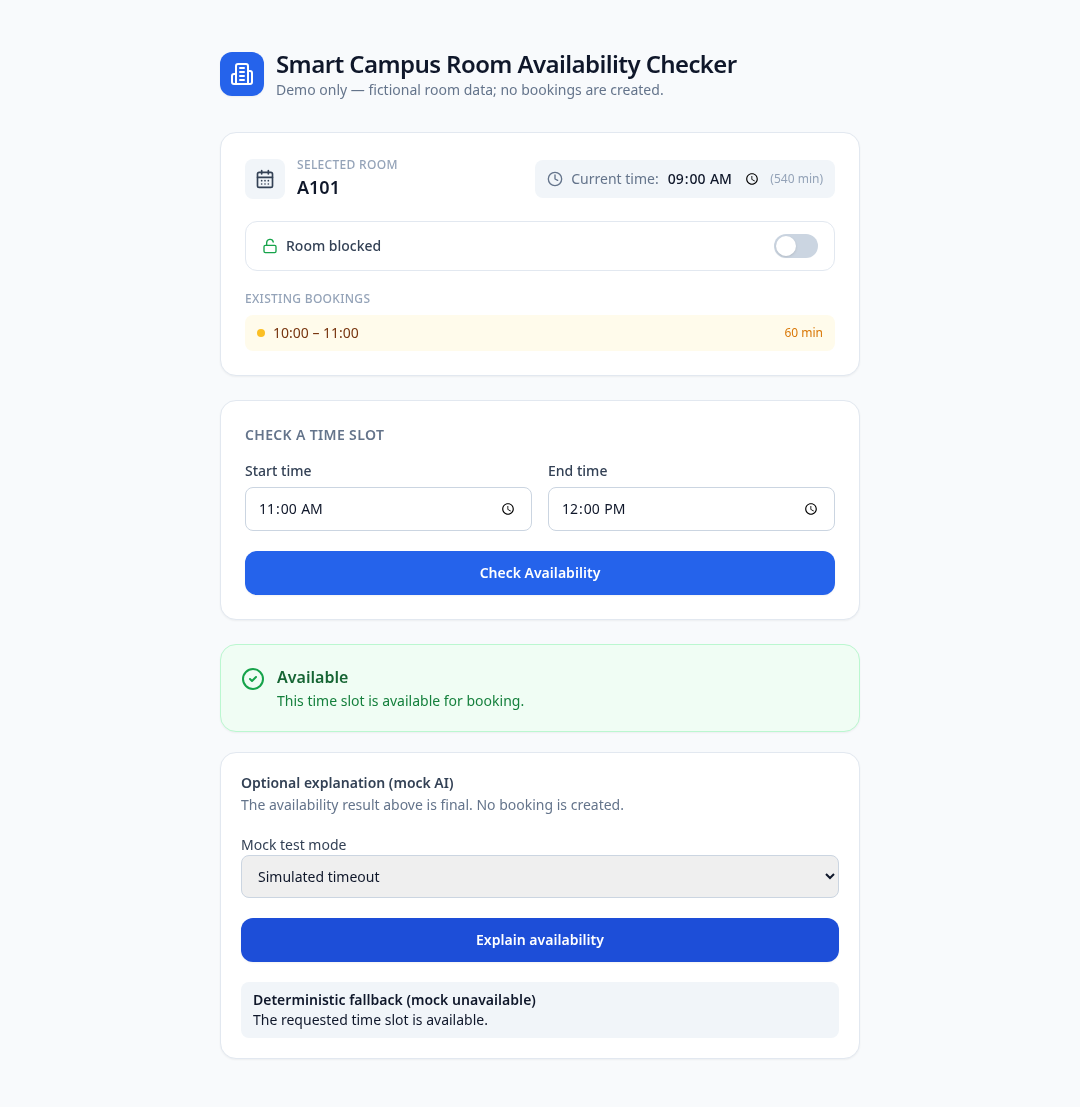 Smart Campus Room Availability Checker
Demo only — fictional room data; no bookings are created.
SELECTED ROOM
A101
Current time: 09:00 AM (540 min)
Room blocked
EXISTING BOOKINGS
10:00 – 11:00 60 min
CHECK A TIME SLOT
Start time
11:00 AM
End time
12:00 PM
Check Availability
Available
This time slot is available for booking.
Optional explanation (mock AI)
The availability result above is final. No booking is created.
Mock test mode
Simulated timeout
Explain availability
Deterministic fallback (mock unavailable)
The requested time slot is available.